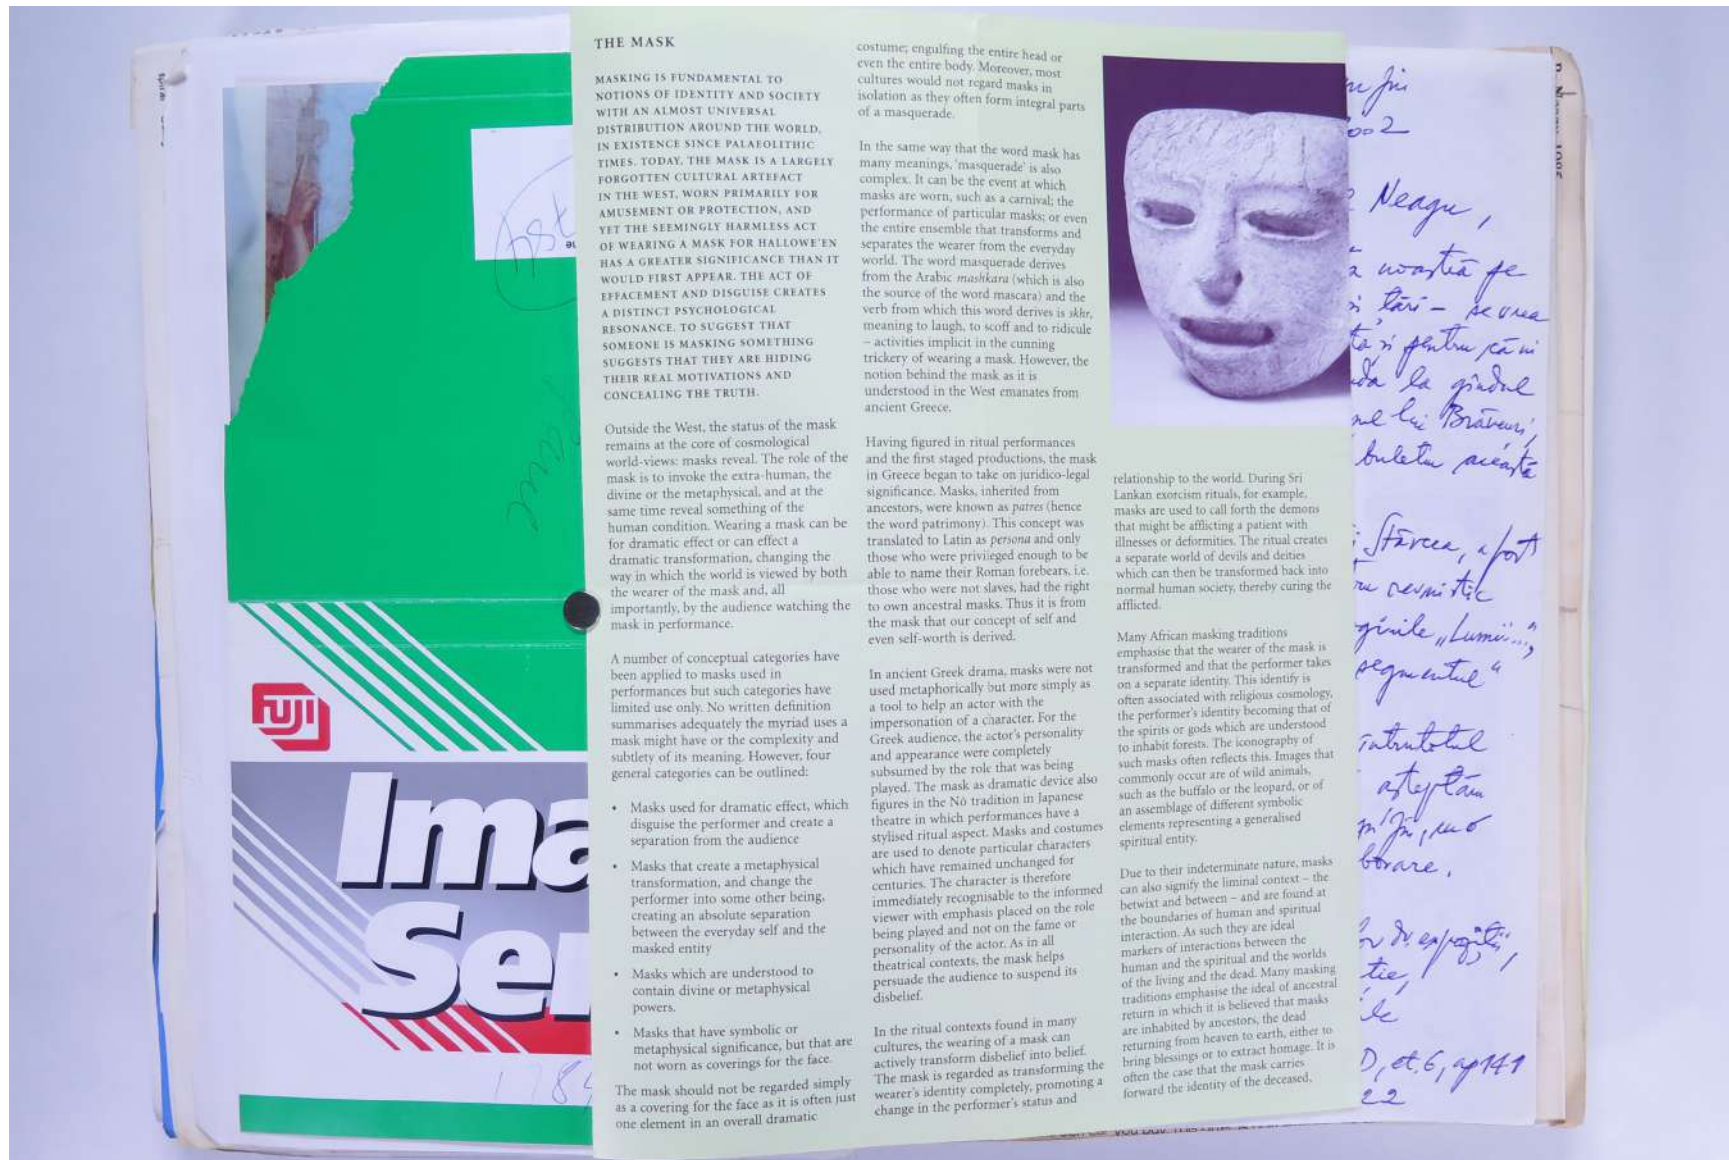 THE MASK
MASKING IS FUNDAMENTAL TO
NOTIONS OF IDENTITY AND SOCIETY
WITH AN ALMOST UNIVERSAL
DISTRIBUTION AROUND THE WORLD,
IN EXISTENCE SINCE PALAEOLITHIC
TIMES. TODAY, THE MASK IS A LARGELY
FORGOTTEN CULTURAL ARTEFACT
IN THE WEST, WORN PRIMARILY FOR
AMUSEMENT OR PROTECTION, AND
YET THE SEEMINGLY HARMLESS ACT
OF WEARING A MASK FOR HALLOWE'EN
HAS A GREATER SIGNIFICANCE THAN IT
WOULD FIRST APPEAR. THE ACT OF
EFFACEMENT AND DISGUISE CREATES
A DISTINCT PSYCHOLOGICAL
RESONANCE. TO SUGGEST THAT
SOMEONE IS MASKING SOMETHING
SUGGESTS THAT THEY ARE HIDING
THEIR REAL MOTIVATIONS AND
CONCEALING THE TRUTH.
Outside the West, the status of the mask
remains at the core of cosmological
world-views: masks reveal. The role of the
mask is to invoke the extra-human, the
divine or the metaphysical, and at the
same time reveal something of the
human condition. Wearing a mask can be
for dramatic effect or can effect a
dramatic transformation, changing the
way in which the world is viewed by both
the wearer of the mask and, all
importantly, by the audience watching the
mask in performance.
A number of conceptual categories have
been applied to masks used in
performances but such categories have
limited use only. No written definition
summarises adequately the myriad uses a
mask might have or the complexity and
subtlety of its meaning. However, four
general categories can be outlined:
• Masks used for dramatic effect, which
disguise the performer and create a
separation from the audience
• Masks that create a metaphysical
transformation, and change the
performer into some other being,
creating an absolute separation
between the everyday self and the
masked entity
• Masks which are understood to
contain divine or metaphysical
powers.
• Masks that have symbolic or
metaphysical significance, but that are
not worn as coverings for the face.
The mask should not be regarded simply
as a covering for the face as it is often just
one element in an overall dramatic
costume; engulfing the entire head or
even the entire body. Moreover, most
cultures would not regard masks in
isolation as they often form integral parts
of a masquerade.
In the same way that the word mask has
many meanings, 'masquerade' is also
complex. It can be the event at which
masks are worn, such as a carnival; the
performance of particular masks; or even
the entire ensemble that transforms and
separates the wearer from the everyday
world. The word masquerade derives
from the Arabic mashkara (which is also
the source of the word mascara) and the
verb from which this word derives is skhr,
meaning to laugh, to scoff and to ridicule
– activities implicit in the cunning
trickery of wearing a mask. However, the
notion behind the mask as it is
understood in the West emanates from
ancient Greece.
Having figured in ritual performances
and the first staged productions, the mask
in Greece began to take on juridico-legal
significance. Masks, inherited from
ancestors, were known as patres (hence
the word patrimony). This concept was
translated to Latin as persona and only
those who were privileged enough to be
able to name their Roman forebears, i.e.
those who were not slaves, had the right
to own ancestral masks. Thus it is from
the mask that our concept of self and
even self-worth is derived.
In ancient Greek drama, masks were not
used metaphorically but more simply as
a tool to help an actor with the
impersonation of a character. For the
Greek audience, the actor's personality
and appearance were completely
subsumed by the role that was being
played. The mask as dramatic device also
figures in the Nō tradition in Japanese
theatre in which performances have a
stylised ritual aspect. Masks and costumes
are used to denote particular characters
which have remained unchanged for
centuries. The character is therefore
immediately recognisable to the informed
viewer with emphasis placed on the role
being played and not on the fame or
personality of the actor. As in all
theatrical contexts, the mask helps
persuade the audience to suspend its
disbelief.
In the ritual contexts found in many
cultures, the wearing of a mask can
actively transform disbelief into belief.
The mask is regarded as transforming the
wearer's identity completely, promoting a
change in the performer's status and
relationship to the world. During Sri
Lankan exorcism rituals, for example,
masks are used to call forth the demons
that might be afflicting a patient with
illnesses or deformities. The ritual creates
a separate world of devils and deities
which can then be transformed back into
normal human society, thereby curing the
afflicted.
Many African masking traditions
emphasise that the wearer of the mask is
transformed and that the performer takes
on a separate identity. This identify is
often associated with religious cosmology,
the performer's identity becoming that of
the spirits or gods which are understood
to inhabit forests. The iconography of
such masks often reflects this. Images that
commonly occur are of wild animals,
such as the buffalo or the leopard, or of
an assemblage of different symbolic
elements representing a generalised
spiritual entity.
Due to their indeterminate nature, masks
can also signify the liminal context – the
betwixt and between – and are found at
the boundaries of human and spiritual
interaction. As such they are ideal
markers of interactions between the
human and the spiritual and the worlds
of the living and the dead. Many masking
traditions emphasise the ideal of ancestral
return in which it is believed that masks
are inhabited by ancestors, the dead
returning from heaven to earth, either to
bring blessings or to extract homage. It is
often the case that the mask carries
forward the identity of the deceased,
FUJI
Ima
Se
Neagu,
noastră pe
țări – se vrea
și pentru că ni
la gîndul
lui Brâncuși,
buletin această
Stârcea, a fost
"Lumii...",
segmentul"
întrutotul
așteptăm
D, et. 6, ap 141
22